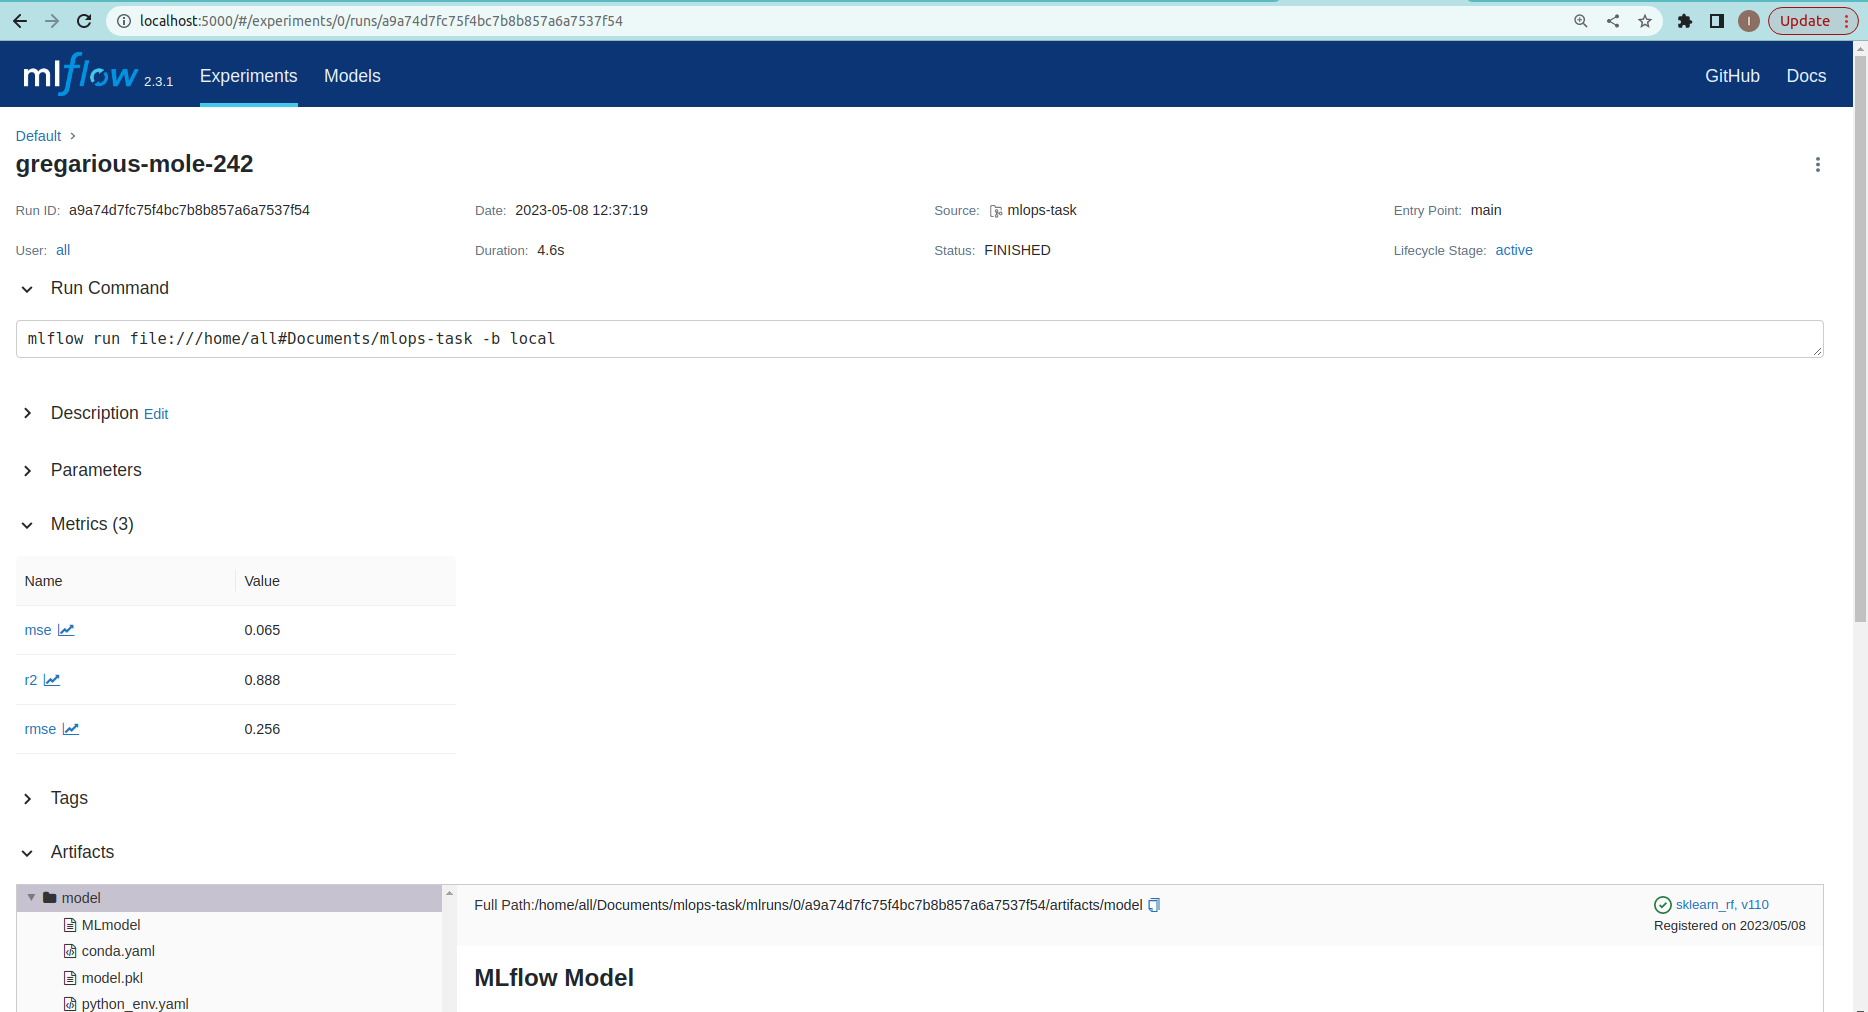 localhost:5000/#/experiments/0/runs/a9a74d7fc75f4bc7b8b857a6a7537f54
I
Update
mlflow 2.3.1 Experiments Models GitHub Docs
Default
gregarious-mole-242
Run ID: a9a74d7fc75f4bc7b8b857a6a7537f54 Date: 2023-05-08 12:37:19 Source: mlops-task Entry Point: main
User: all Duration: 4.6s Status: FINISHED Lifecycle Stage: active
Run Command
mlflow run file:///home/all#Documents/mlops-task -b local
Description Edit
Parameters
Metrics (3)
Name Value
mse 0.065
r2 0.888
rmse 0.256
Tags
Artifacts
model
MLmodel
conda.yaml
model.pkl
python_env.yaml
Full Path:/home/all/Documents/mlops-task/mlruns/0/a9a74d7fc75f4bc7b8b857a6a7537f54/artifacts/model
sklearn_rf, v110
Registered on 2023/05/08
MLflow Model